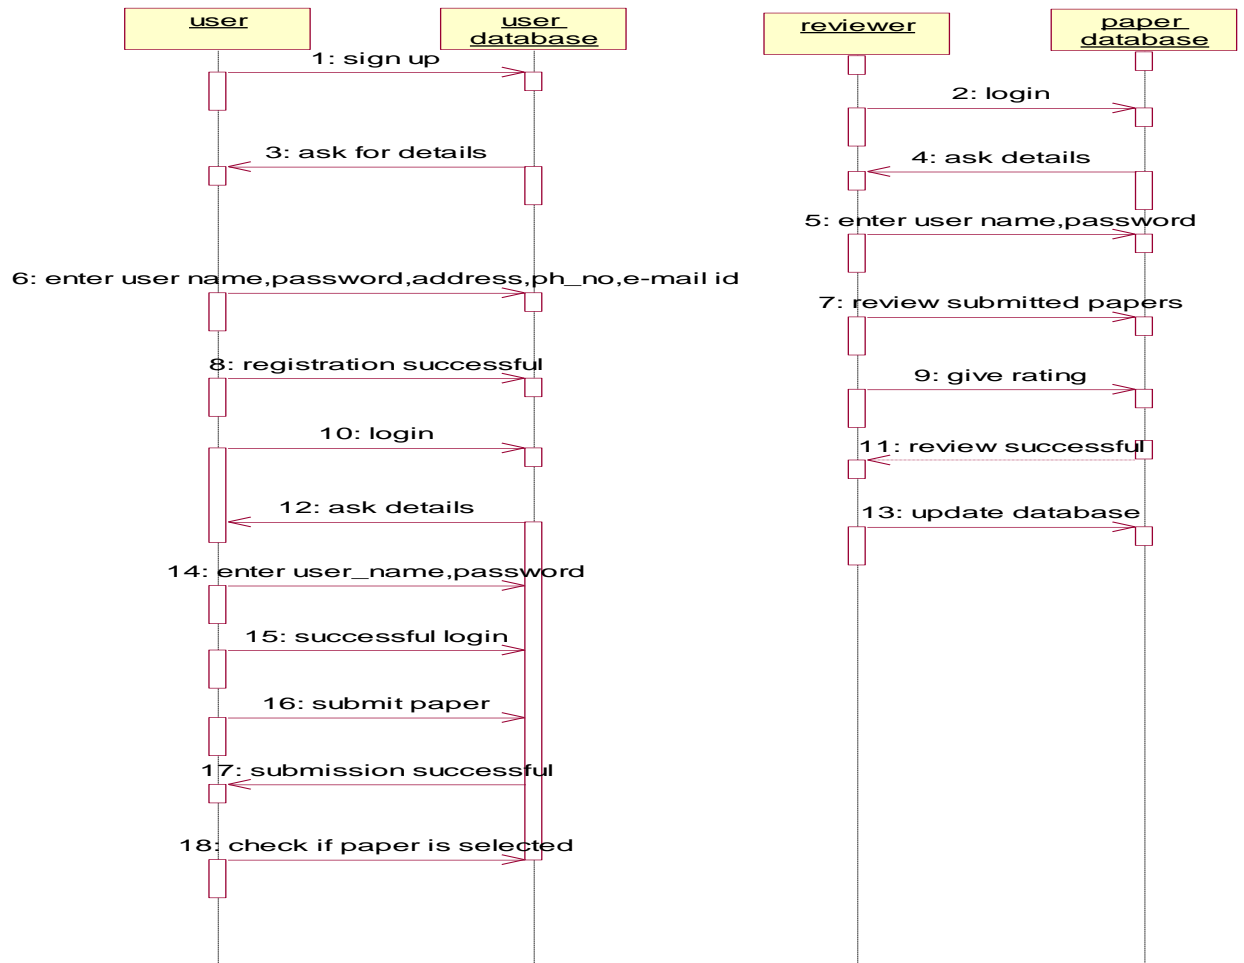 user
user
database
reviewer
paper
database
1: sign up
2: login
3: ask for details
4: ask details
5: enter user name,password
6: enter user name,password,address,ph_no,e-mail id
7: review submitted papers
8: registration successful
9: give rating
10: login
11: review successful
12: ask details
13: update database
14: enter user_name,password
15: successful login
16: submit paper
17: submission successful
18: check if paper is selected